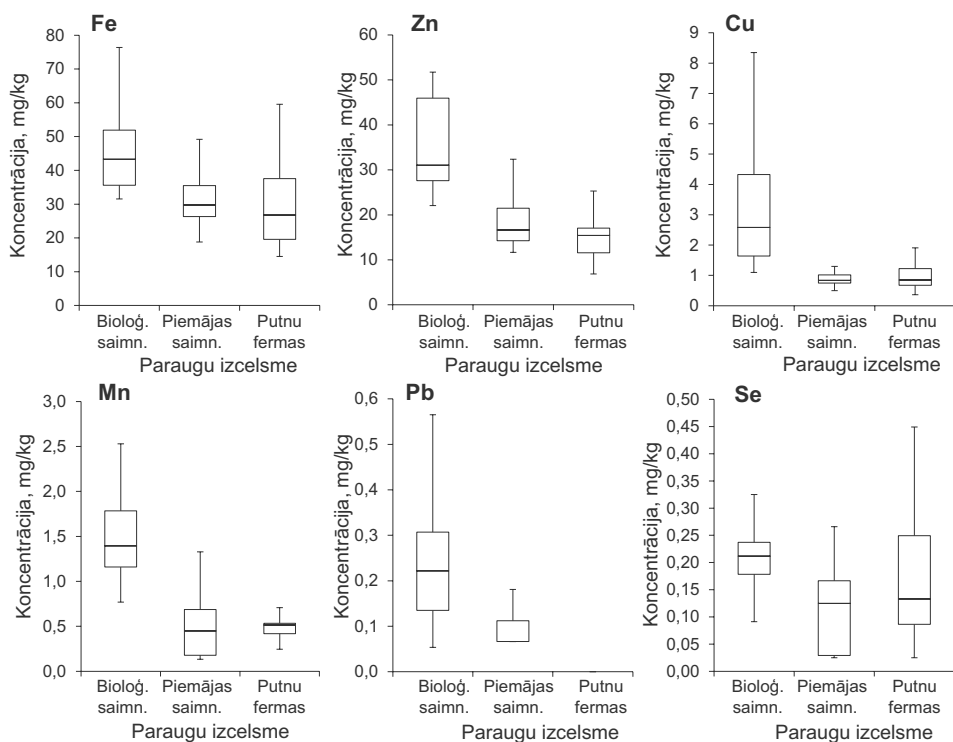 Fe
Koncentrācija, mg/kg
80
70
60
50
40
30
20
10
0
Bioloģ. Piemājas Putnu
saimn. saimn. fermas
Paraugu izcelsme
Zn
Koncentrācija, mg/kg
60
50
40
30
20
10
0
Bioloģ. Piemājas Putnu
saimn. saimn. fermas
Paraugu izcelsme
Cu
Koncentrācija, mg/kg
9
8
7
6
5
4
3
2
1
0
Bioloģ. Piemājas Putnu
saimn. saimn. fermas
Paraugu izcelsme
Mn
Koncentrācija, mg/kg
3,0
2,5
2,0
1,5
1,0
0,5
0,0
Bioloģ. Piemājas Putnu
saimn. saimn. fermas
Paraugu izcelsme
Pb
Koncentrācija, mg/kg
0,6
0,5
0,4
0,3
0,2
0,1
0,0
Bioloģ. Piemājas Putnu
saimn. saimn. fermas
Paraugu izcelsme
Se
Koncentrācija, mg/kg
0,50
0,45
0,40
0,35
0,30
0,25
0,20
0,15
0,10
0,05
0,00
Bioloģ. Piemājas Putnu
saimn. saimn. fermas
Paraugu izcelsme